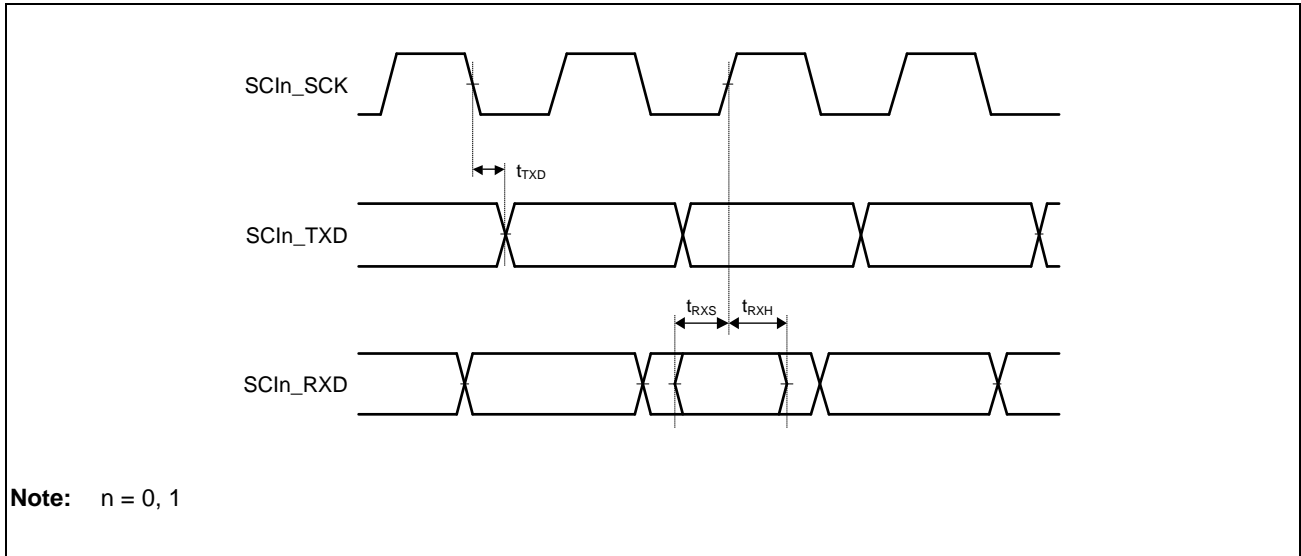 SCIn_SCK
tTXD
SCIn_TXD
tRXS tRXH
SCIn_RXD
Note: n = 0, 1